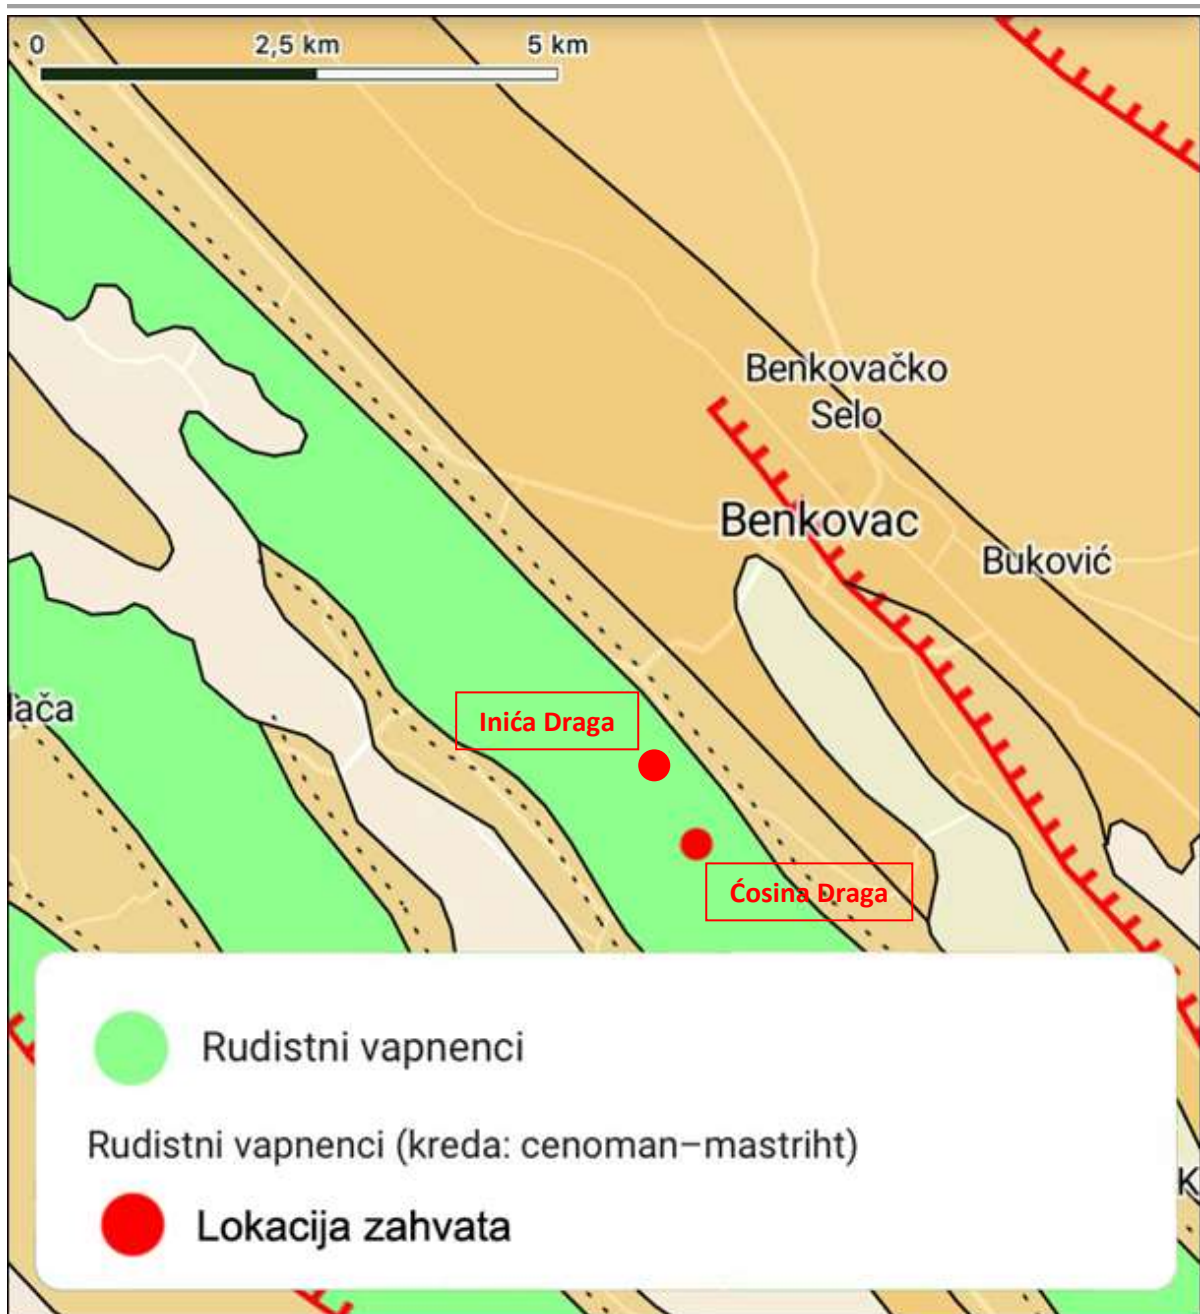 0 2,5 km 5 km
Benkovačko
Selo
Benkovac
Buković
Inića Draga
Ćosina Draga
Rudistni vapnenci
Rudistni vapnenci (kreda: cenoman–mastriht)
Lokacija zahvata